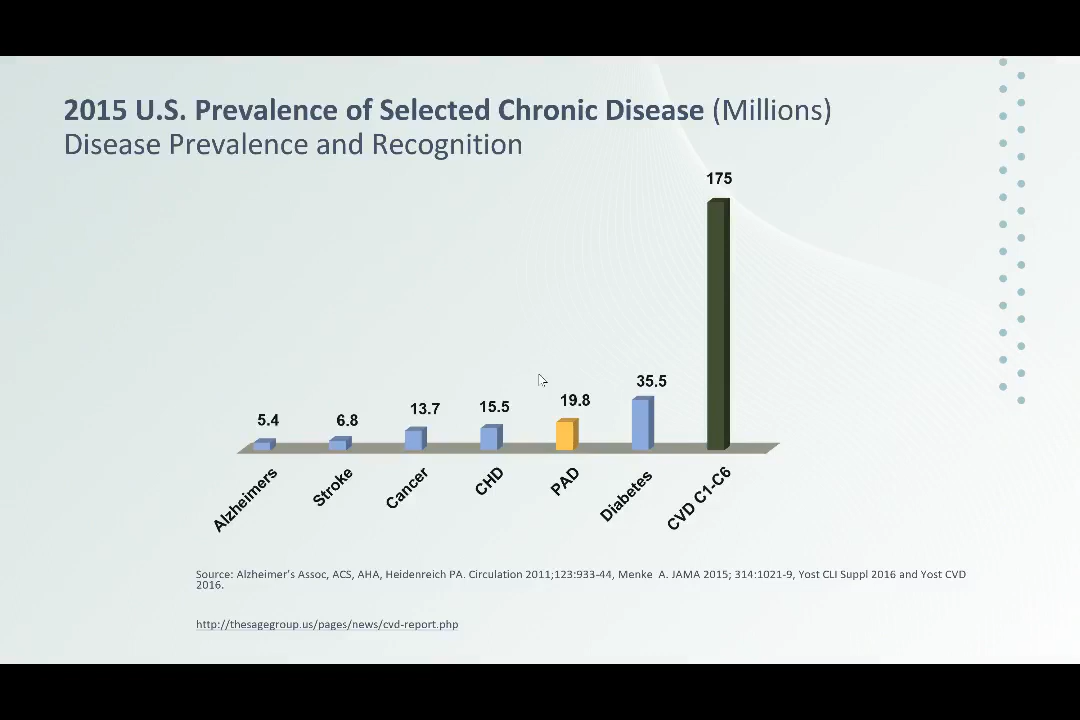 2015 U.S. Prevalence of Selected Chronic Disease (Millions)
Disease Prevalence and Recognition
175
35.5
19.8
15.5
13.7
6.8
5.4
Alzheimers
Stroke
Cancer
CHD
PAD
Diabetes
CVD C1-C6
Source: Alzheimer's Assoc, ACS, AHA, Heidenreich PA. Circulation 2011;123:933-44, Menke  A. JAMA 2015; 314:1021-9, Yost CLI Suppl 2016 and Yost CVD
2016.
http://thesagegroup.us/pages/news/cvd-report.php